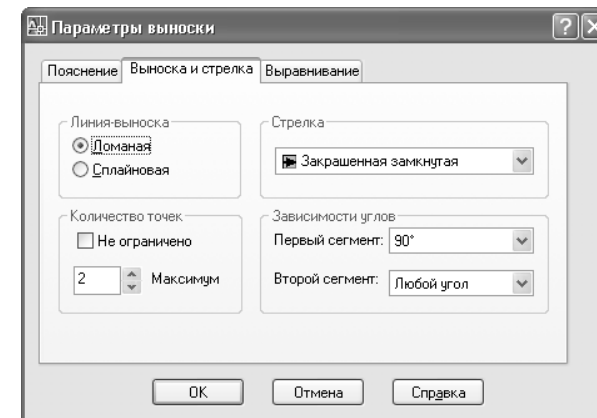 Параметры выноски
Пояснение Выноска и стрелка Выравнивание
Линия-выноска
Ломаная
Сплайновая
Стрелка
Закрашенная замкнутая
Количество точек
Не ограничено
2 Максимум
Зависимости углов
Первый сегмент: 90°
Второй сегмент: Любой угол
OK Отмена Справка